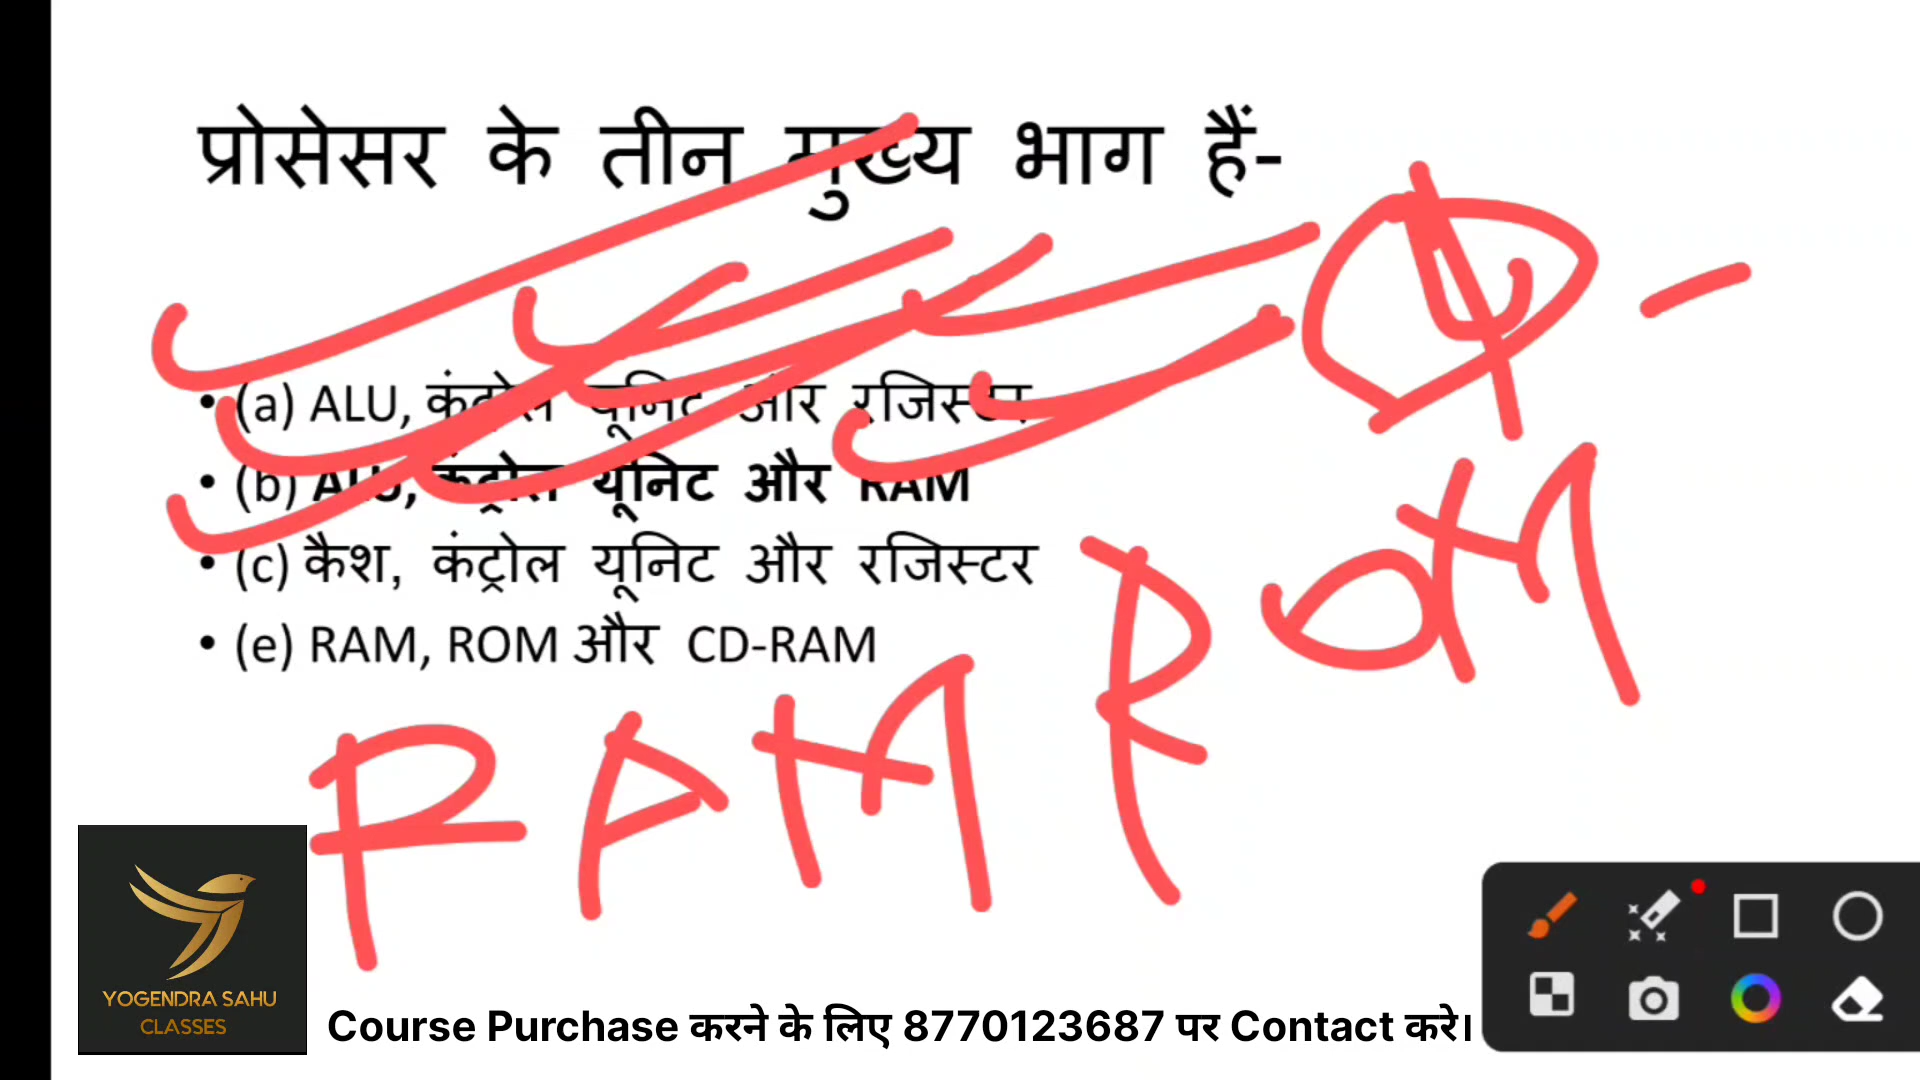 प्रोसेसर के तीन मुख्य भाग हैं-
• (a) ALU, कंट्रोल यूनिट और रजिस्टर
• (b) ALU, कंट्रोल यूनिट और RAM
• (c) कैश, कंट्रोल यूनिट और रजिस्टर
• (e) RAM, ROM और CD-RAM
ROM
RAM
YOGENDRA SAHU
CLASSES
Course Purchase करने के लिए 8770123687 पर Contact करे।